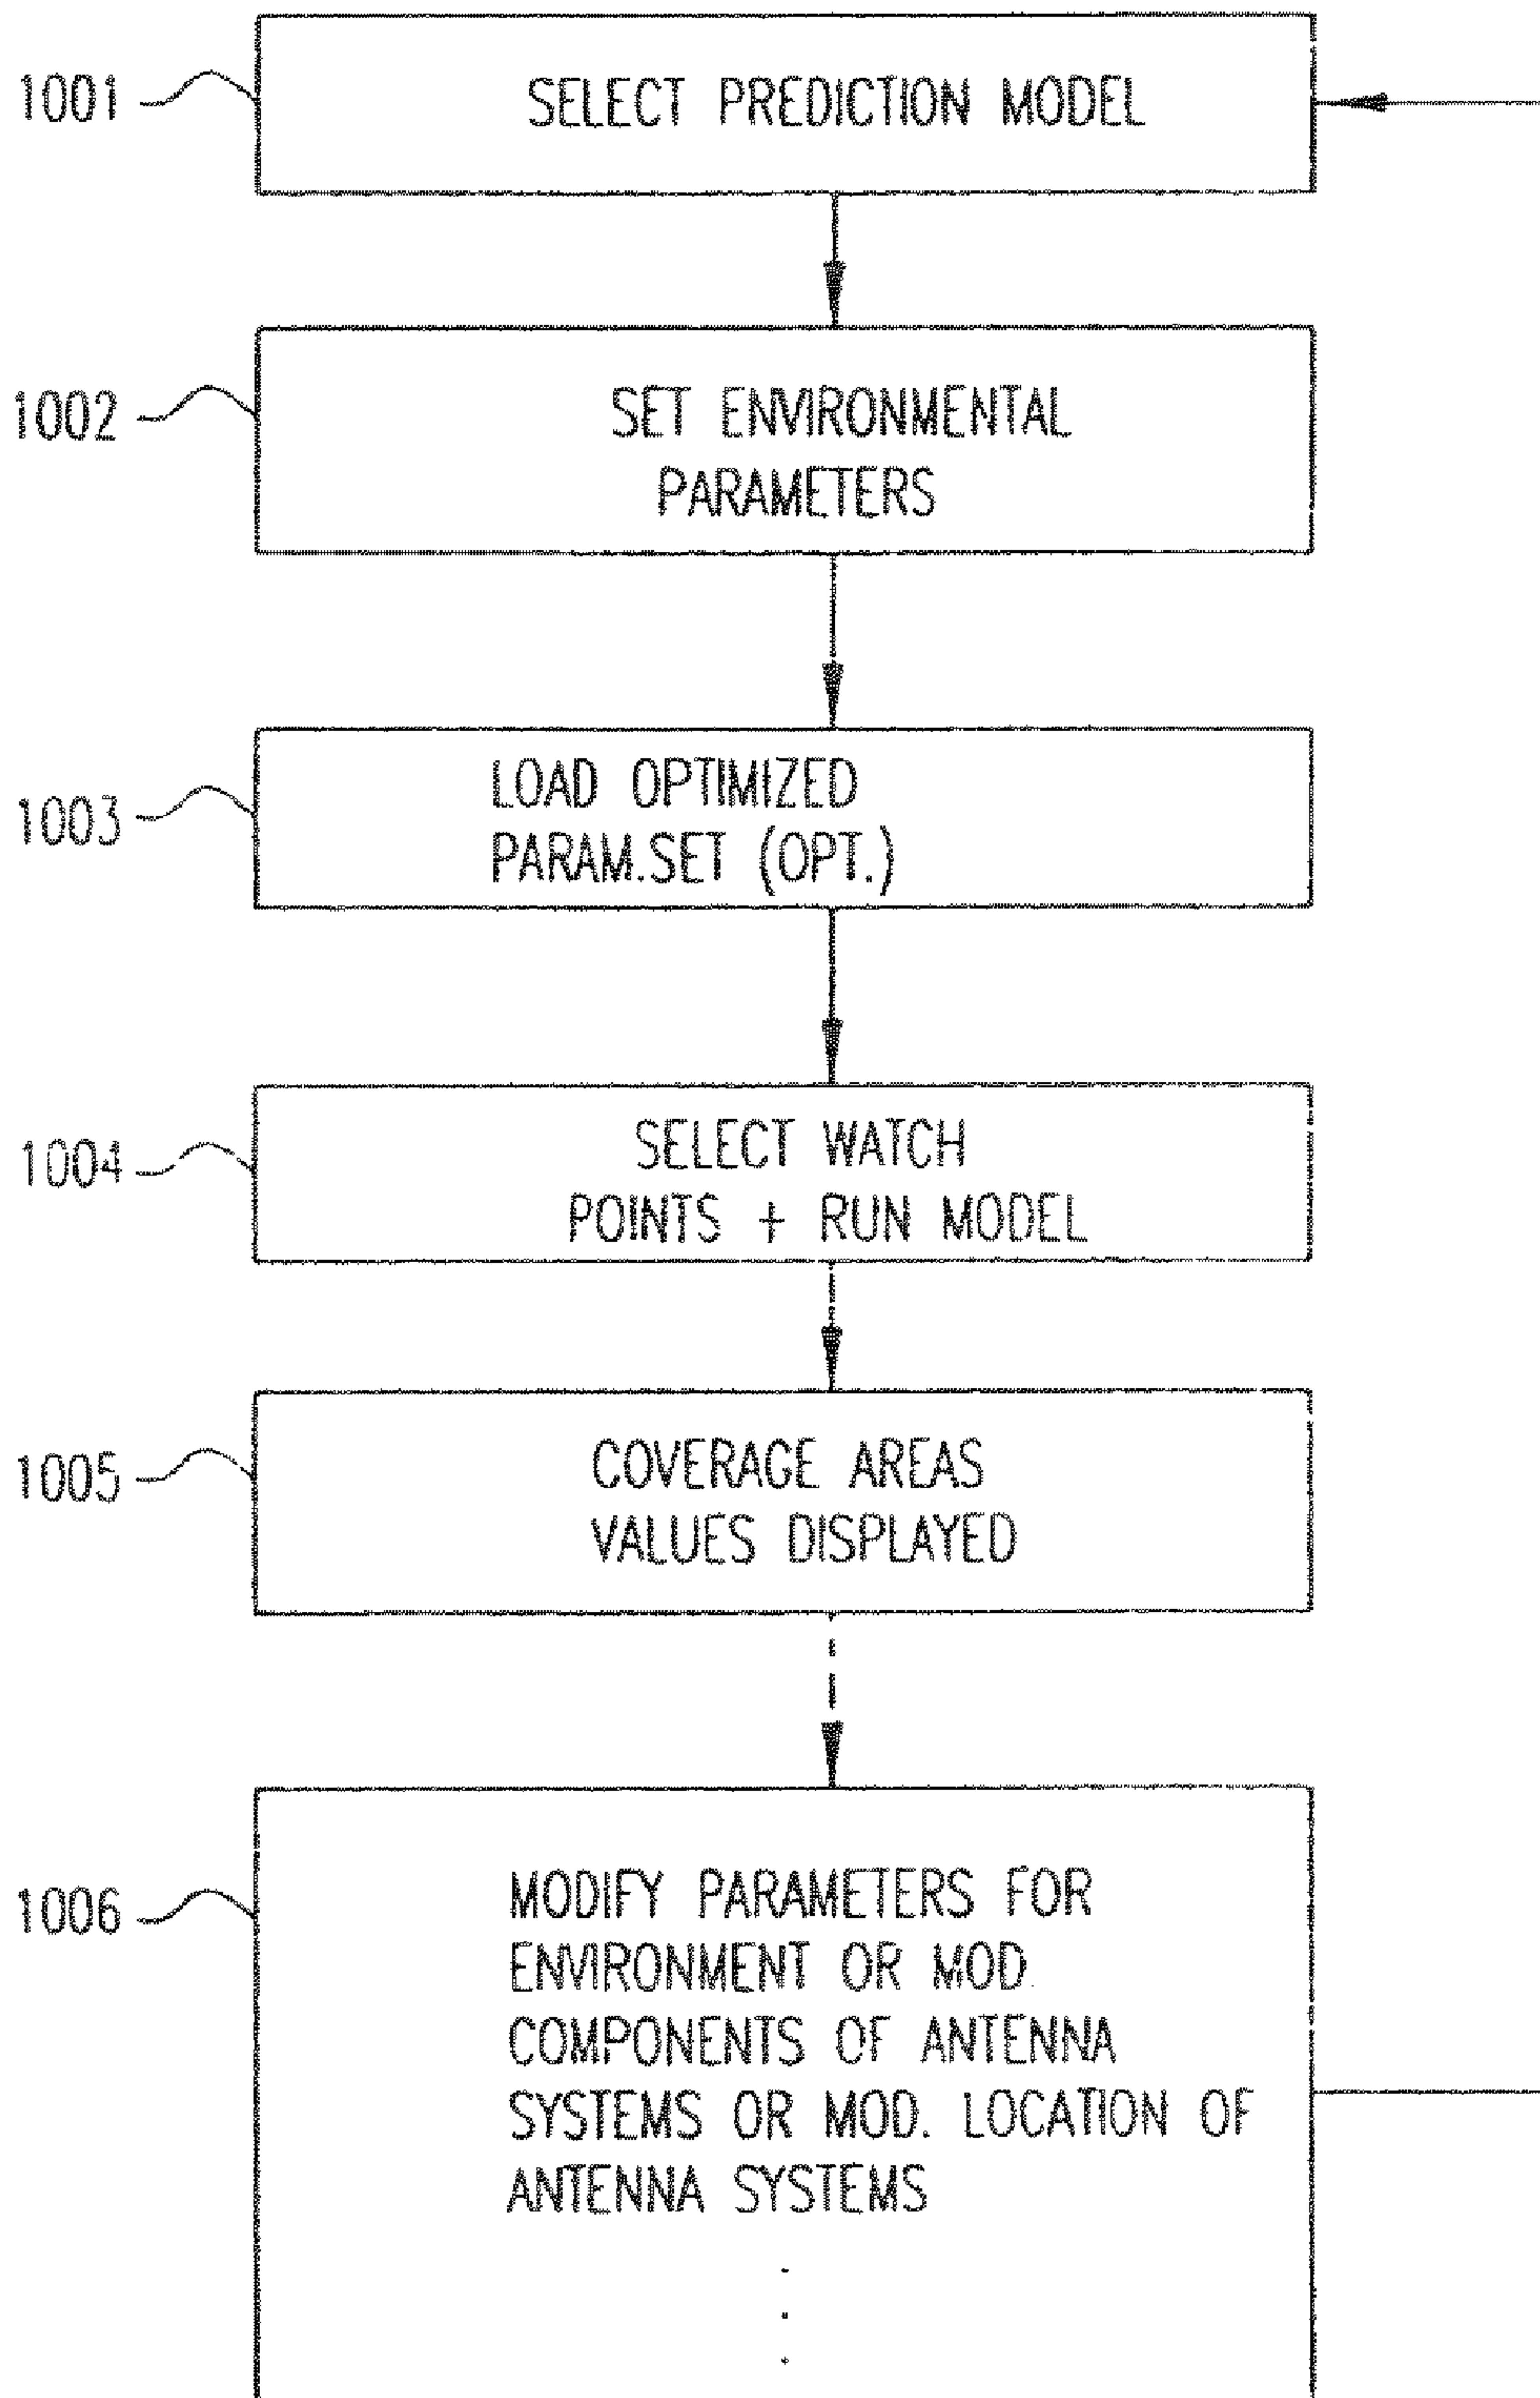 1001
SELECT PREDICTION MODEL
1002
SET ENVIRONMENTAL
PARAMETERS
1003
LOAD OPTIMIZED
PARAM.SET (OPT.)
1004
SELECT WATCH
POINTS + RUN MODEL
1005
COVERAGE AREAS
VALUES DISPLAYED
1006
MODIFY PARAMETERS FOR
ENVIRONMENT OR MOD.
COMPONENTS OF ANTENNA
SYSTEMS OR MOD. LOCATION OF
ANTENNA SYSTEMS